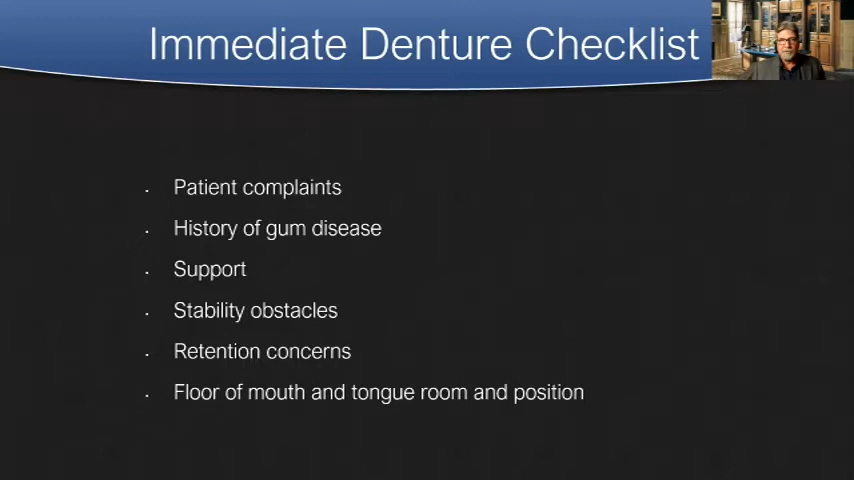 Immediate Denture Checklist
· Patient complaints
· History of gum disease
· Support
· Stability obstacles
· Retention concerns
· Floor of mouth and tongue room and position